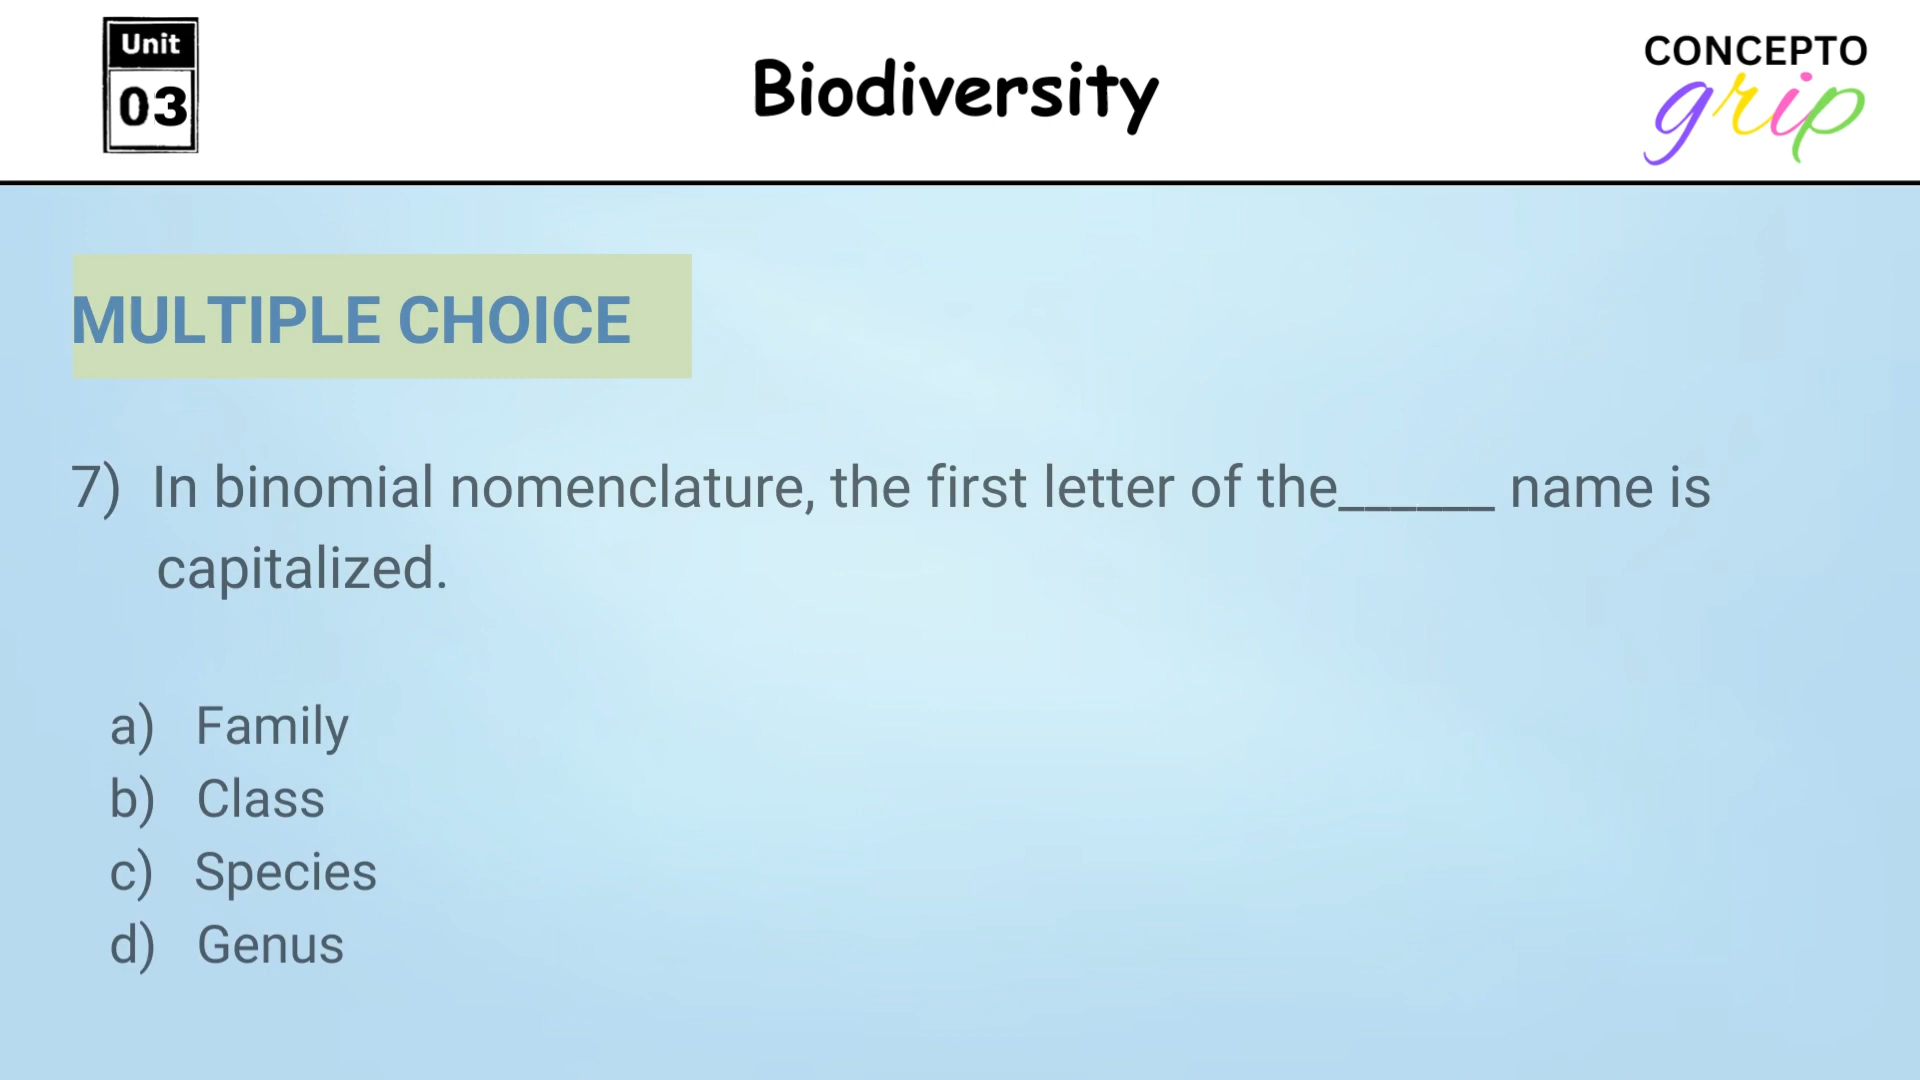 Unit
03
Biodiversity
CONCEPTO
grip
MULTIPLE CHOICE
7) In binomial nomenclature, the first letter of the______ name is
capitalized.
a) Family
b) Class
c) Species
d) Genus